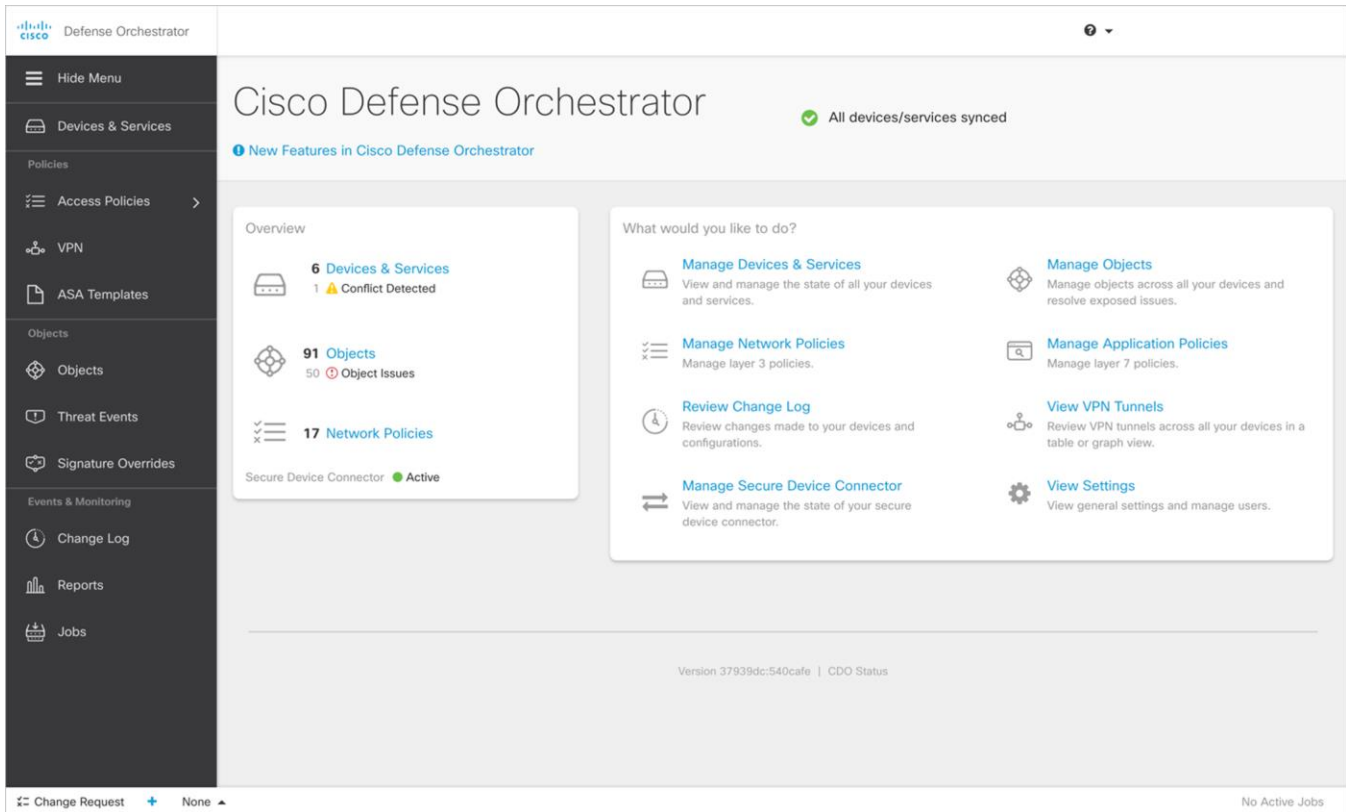 cisco Defense Orchestrator
Hide Menu
Devices & Services
Policies
Access Policies
VPN
ASA Templates
Objects
Objects
Threat Events
Signature Overrides
Events & Monitoring
Change Log
Reports
Jobs
Cisco Defense Orchestrator
All devices/services synced
New Features in Cisco Defense Orchestrator
Overview
6 Devices & Services
1 Conflict Detected
91 Objects
50 Object Issues
17 Network Policies
Secure Device Connector Active
What would you like to do?
Manage Devices & Services
View and manage the state of all your devices
and services.
Manage Objects
Manage objects across all your devices and
resolve exposed issues.
Manage Network Policies
Manage layer 3 policies.
Manage Application Policies
Manage layer 7 policies.
Review Change Log
Review changes made to your devices and
configurations.
View VPN Tunnels
Review VPN tunnels across all your devices in a
table or graph view.
Manage Secure Device Connector
View and manage the state of your secure
device connector.
View Settings
View general settings and manage users.
Version 37939dc:540cafe | CDO Status
Change Request + None
No Active Jobs